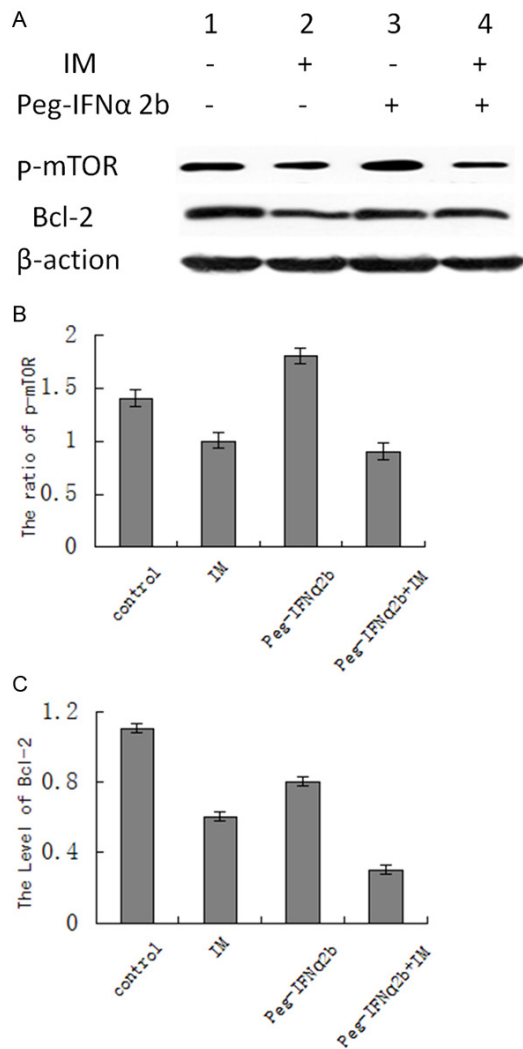 A
1 2 3 4
IM - + - +
Peg-IFNα 2b - - + +
p-mTOR
Bcl-2
β-action
B
The ratio of p-mTOR
2
1.5
1
0.5
0
control IM Peg-IFNα2b Peg-IFNα2b+IM
C
The Level of Bcl-2
1.2
0.8
0.4
0
control IM Peg-IFNα2b Peg-IFNα2b+IM